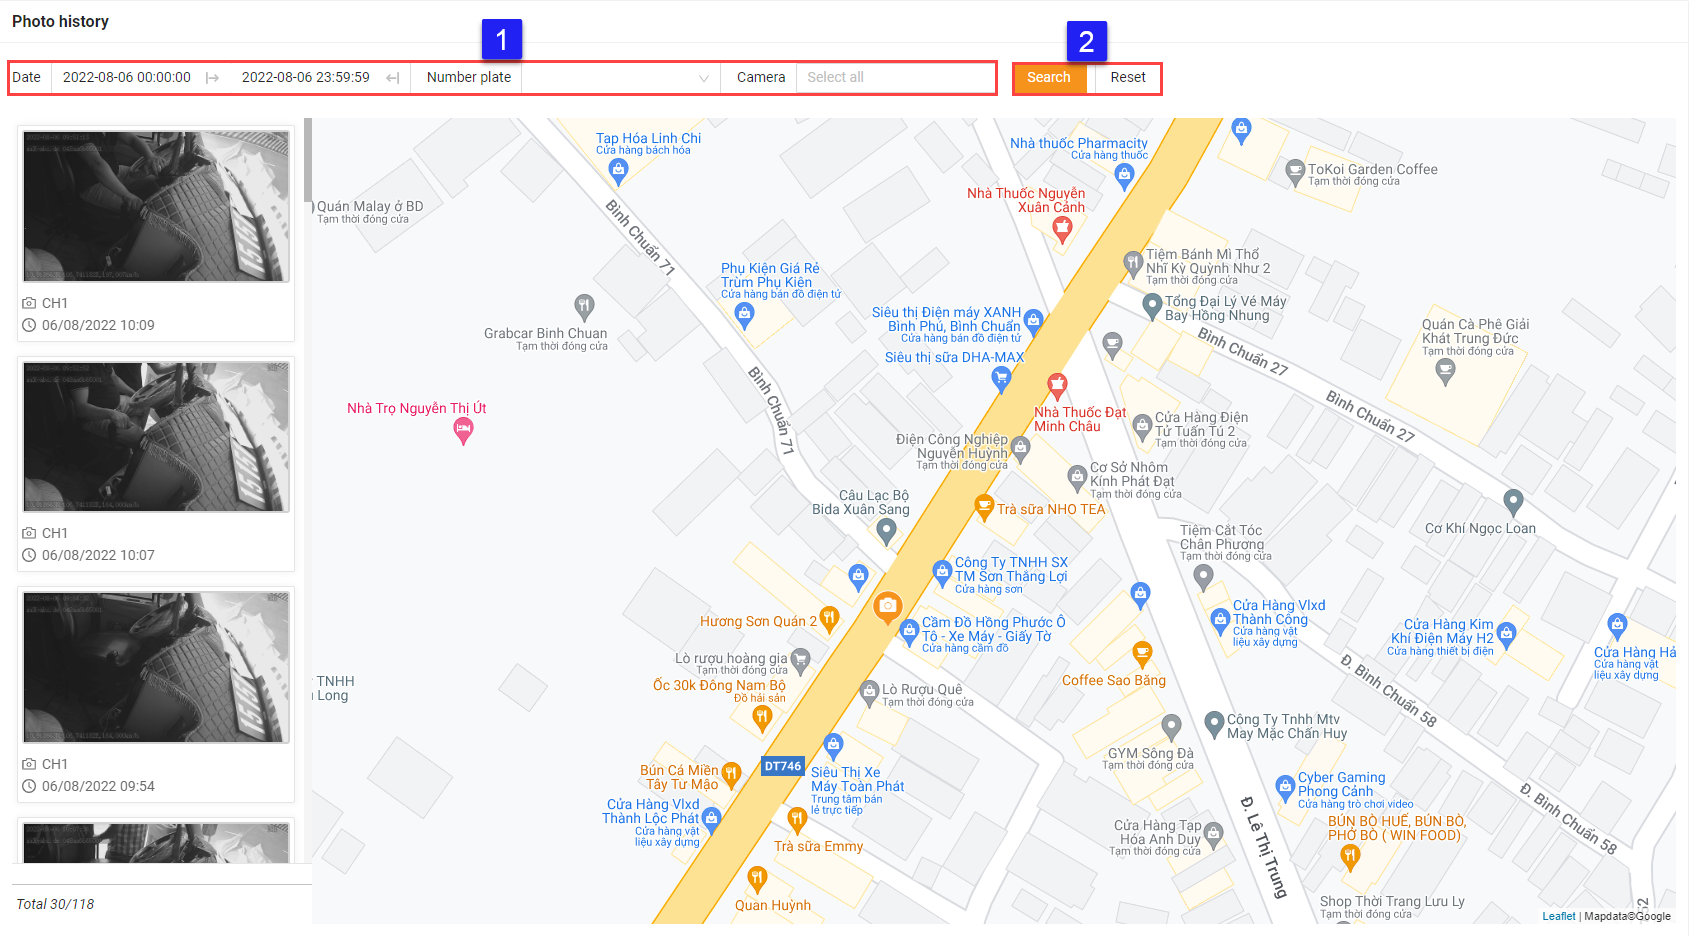 Photo history
1
2
Date
2022-08-06 00:00:00
2022-08-06 23:59:59
Number plate
Camera
Select all
Search
Reset
CH1
06/08/2022 10:09
CH1
06/08/2022 10:07
CH1
06/08/2022 09:54
Total 30/118
Tạp Hóa Linh Chi
Cửa hàng bách hóa
Nhà thuốc Pharmacity
Cửa hàng thuốc
ToKoi Garden Coffee
Tạm thời đóng cửa
Quán Malay ở BD
Tạm thời đóng cửa
Nhà Thuốc Nguyễn
Xuân Cảnh
Bình Chuẩn 71
Tiệm Bánh Mì Thổ
Nhĩ Kỳ Quỳnh Như 2
Tạm thời đóng cửa
Phụ Kiện Giá Rẻ
Trùm Phụ Kiện
Cửa hàng bán đồ điện tử
Tổng Đại Lý Vé Máy
Bay Hồng Nhung
Siêu thị Điện máy XANH
Bình Phú, Bình Chuẩn
Cửa hàng bán đồ điện tử
Grabcar Binh Chuan
Tạm thời đóng cửa
Quán Cà Phê Giải
Khát Trung Đức
Tạm thời đóng cửa
Bình Chuẩn 27
Siêu thị sữa DHA-MAX
Bình Chuẩn 71
Nhà Trọ Nguyễn Thị Út
Nhà Thuốc Đạt
Minh Châu
Bình Chuẩn 27
Cửa Hàng Điện
Tử Tuấn Tú 2
Tạm thời đóng cửa
Điện Công Nghiệp
Nguyễn Huỳnh
Tạm thời đóng cửa
Cơ Sở Nhôm
Kính Phát Đạt
Tạm thời đóng cửa
Câu Lạc Bộ
Bida Xuân Sang
Trà sữa NHO TEA
Cơ Khí Ngọc Loan
Tiệm Cắt Tóc
Chân Phương
Tạm thời đóng cửa
Công Ty TNHH SX
TM Sơn Thắng Lợi
Cửa hàng sơn
Hương Sơn Quán 2
Cầm Đồ Hồng Phước Ô
Tô - Xe Máy - Giấy Tờ
Cửa hàng cầm đồ
Cửa Hàng Vlxd
Thành Công
Cửa hàng vật
liệu xây dựng
Cửa Hàng Kim
Khí Điện Máy H2
Cửa hàng thiết bị điện
Cửa Hàng Hả
Cửa hàng vật
liệu xây dựng
Lò rượu hoàng gia
Tạm thời đóng cửa
Đ. Bình Chuẩn 58
TNHH
Long
Ốc 30k Đông Nam Bộ
Đồ hải sản
Lò Rượu Quê
Tạm thời đóng cửa
Coffee Sao Băng
Công Ty Tnhh Mtv
May Mặc Chấn Huy
GYM Sông Đà
Tạm thời đóng cửa
DT746
Bún Cá Miền
Tây Tư Mạo
Siêu Thị Xe
Máy Toàn Phát
Trung tâm bán
lẻ trực tiếp
Cyber Gaming
Phong Cảnh
Cửa hàng trò chơi video
Đ. Bình Chuẩn 58
Cửa Hàng Vlxd
Thành Lộc Phát
Cửa hàng vật
liệu xây dựng
Đ. Lê Thị Trung
BÚN BÒ HUẾ, BÚN BÒ,
PHỞ BÒ ( WIN FOOD)
Cửa Hàng Tạp
Hóa Anh Duy
Tạm thời đóng cửa
Trà sữa Emmy
Quan Huỳnh
Shop Thời Trang Lưu Ly
Tạm thời đóng cửa
Leaflet | Mapdata©Google